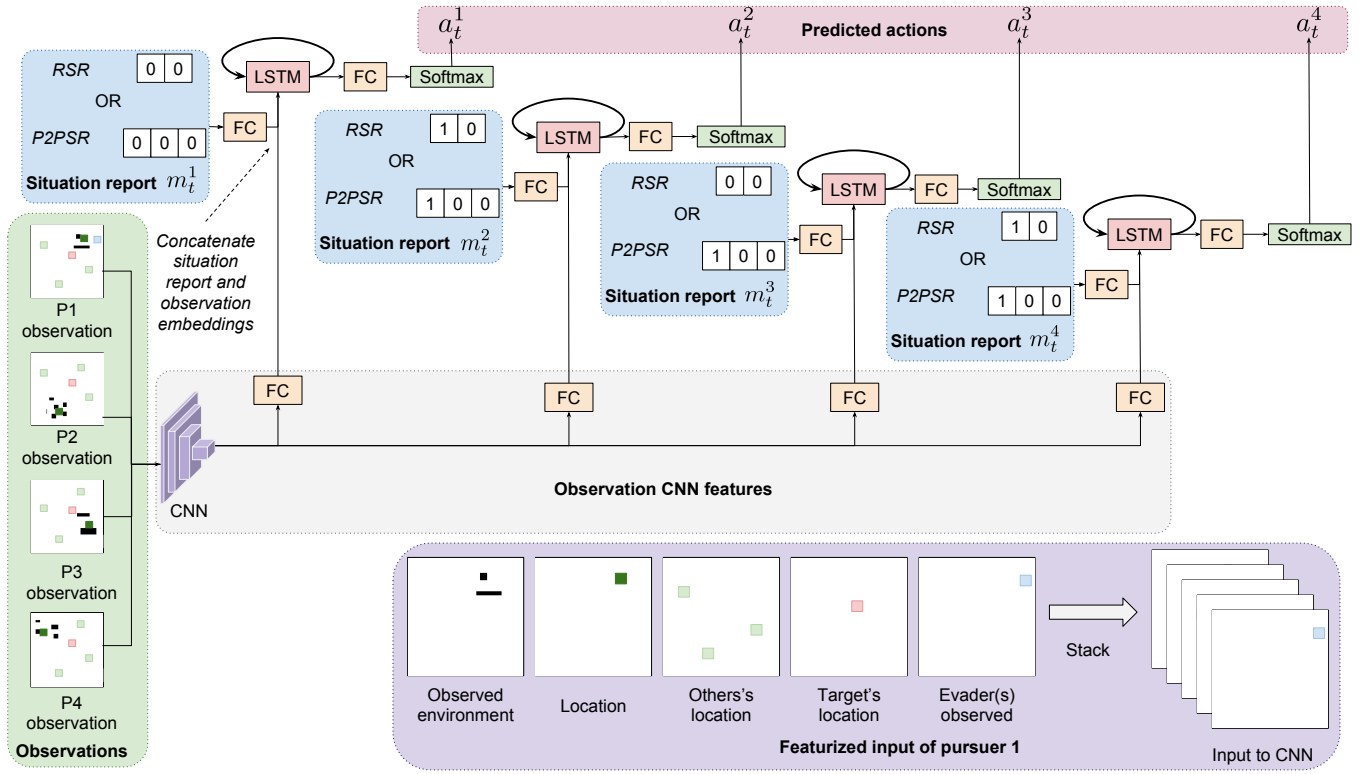 a_t^1
a_t^2
a_t^3
a_t^4
Predicted actions
RSR
0 0
OR
P2PSR
0 0 0
Situation report m_t^1
FC
LSTM
FC
Softmax
RSR
1 0
OR
P2PSR
1 0 0
Situation report m_t^2
FC
LSTM
FC
Softmax
RSR
0 0
OR
P2PSR
1 0 0
Situation report m_t^3
FC
LSTM
FC
Softmax
RSR
1 0
OR
P2PSR
1 0 0
Situation report m_t^4
FC
LSTM
FC
Softmax
Concatenate
situation
report and
observation
embeddings
P1
observation
P2
observation
P3
observation
P4
observation
Observations
FC
FC
FC
FC
CNN
Observation CNN features
Observed
environment
Location
Others's
location
Target's
location
Evader(s)
observed
Stack
Input to CNN
Featurized input of pursuer 1